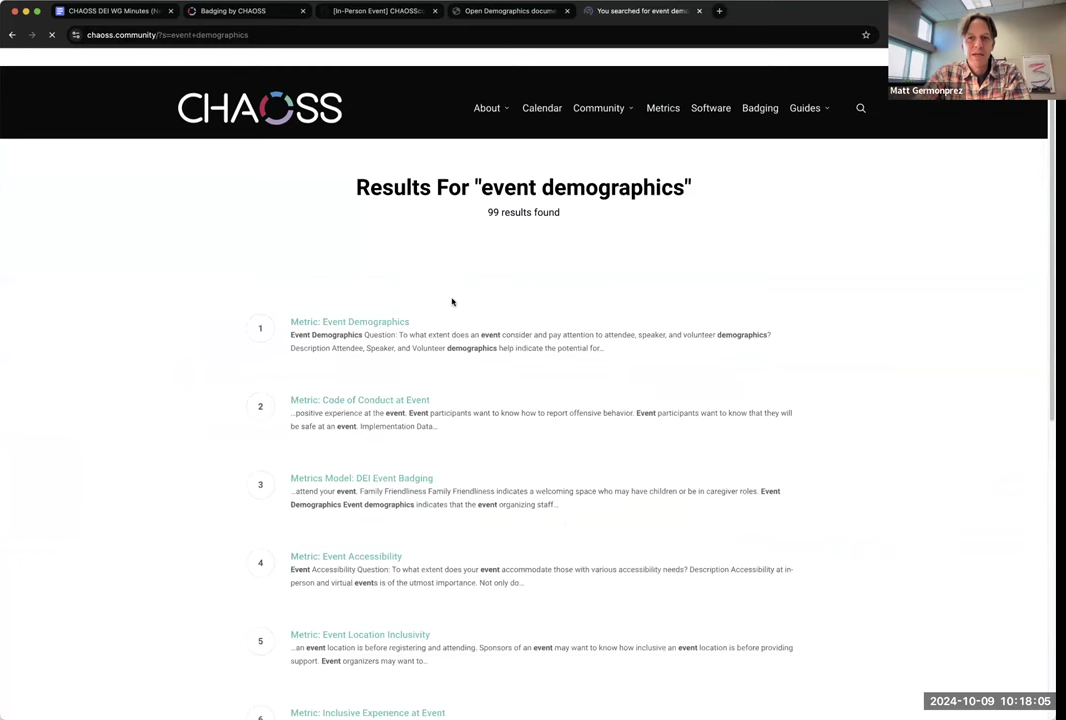 CHAOSS DEI WG Minutes (N
Badging by CHAOSS
[In-Person Event] CHAOSSco
Open Demographics docume
You searched for event dem
chaoss.community/?s=event+demographics
Matt Germonprez
CHAOSS
About
Calendar
Community
Metrics
Software
Badging
Guides
Results For "event demographics"
99 results found
1
Metric: Event Demographics
Event Demographics Question: To what extent does an event consider and pay attention to attendee, speaker, and volunteer demographics?
Description Attendee, Speaker, and Volunteer demographics help indicate the potential for...
2
Metric: Code of Conduct at Event
...positive experience at the event. Event participants want to know how to report offensive behavior. Event participants want to know that they will
be safe at an event. Implementation Data...
3
Metrics Model: DEI Event Badging
...attend your event. Family Friendliness Family Friendliness indicates a welcoming space who may have children or be in caregiver roles. Event
Demographics Event demographics indicates that the event organizing staff...
4
Metric: Event Accessibility
Event Accessibility Question: To what extent does your event accommodate those with various accessibility needs? Description Accessibility at in-
person and virtual events is of the utmost importance. Not only do...
5
Metric: Event Location Inclusivity
...an event location is before registering and attending. Sponsors of an event may want to know how inclusive an event location is before providing
support. Event organizers may want to...
6
Metric: Inclusive Experience at Event
2024-10-09 10:18:05